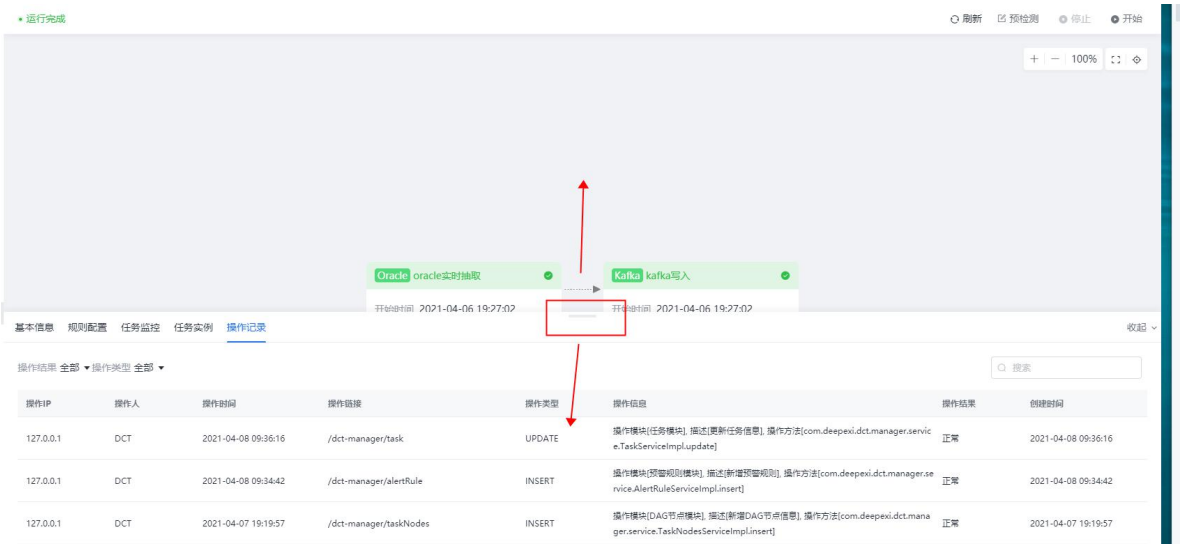 运行完成
刷新 预检测 停止 开始
100%
Oracle oracle实时抽取
Kafka kafka写入
开始时间 2021-04-06 19:27:02
开始时间 2021-04-06 19:27:02
基本信息 规则配置 任务监控 任务实例 操作记录 收起
操作结果 全部 操作类型 全部 搜索
操作IP 操作人 操作时间 操作链接 操作类型 操作信息 操作结果 创建时间
127.0.0.1 DCT 2021-04-08 09:36:16 /dct-manager/task UPDATE 操作模块[任务模块], 描述[更新任务信息], 操作方法[com.deepexi.dct.manager.servic
e.TaskServiceImpl.update] 正常 2021-04-08 09:36:16
127.0.0.1 DCT 2021-04-08 09:34:42 /dct-manager/alertRule INSERT 操作模块[预警规则模块], 描述[新增预警规则], 操作方法[com.deepexi.dct.manager.se
rvice.AlertRuleServiceImpl.insert] 正常 2021-04-08 09:34:42
127.0.0.1 DCT 2021-04-07 19:19:57 /dct-manager/taskNodes INSERT 操作模块[DAG节点模块], 描述[新增DAG节点信息], 操作方法[com.deepexi.dct.mana
ger.service.TaskNodesServiceImpl.insert] 正常 2021-04-07 19:19:57